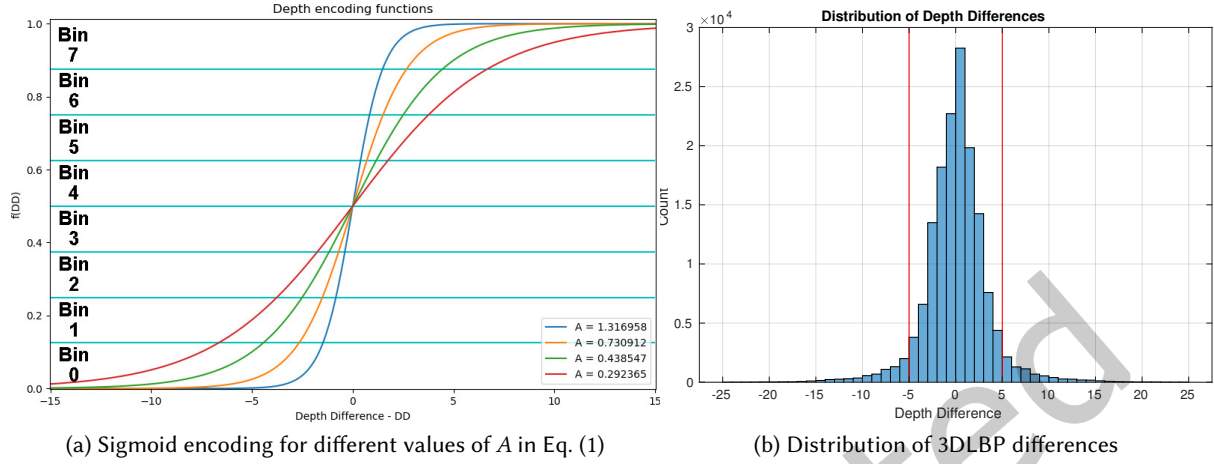 Depth encoding functions
1.0
0.8
0.6
0.4
0.2
0.0
f(DD)
Bin
7
Bin
6
Bin
5
Bin
4
Bin
3
Bin
2
Bin
1
Bin
0
A = 1.316958
A = 0.730912
A = 0.438547
A = 0.292365
−15 −10 −5 0 5 10 15
Depth Difference - DD
(a) Sigmoid encoding for different values of A in Eq. (1)
Distribution of Depth Differences
×10⁴
3
2.5
2
1.5
1
0.5
0
Count
-25 -20 -15 -10 -5 0 5 10 15 20 25
Depth Difference
(b) Distribution of 3DLBP differences
ted